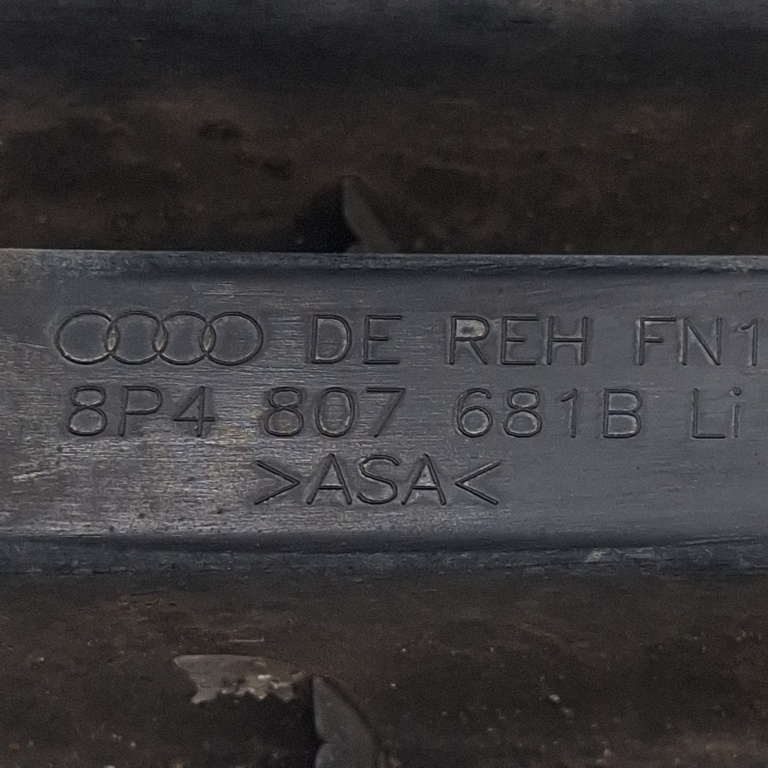 DE REH FN1
8P4 807 681B Li
>ASA<